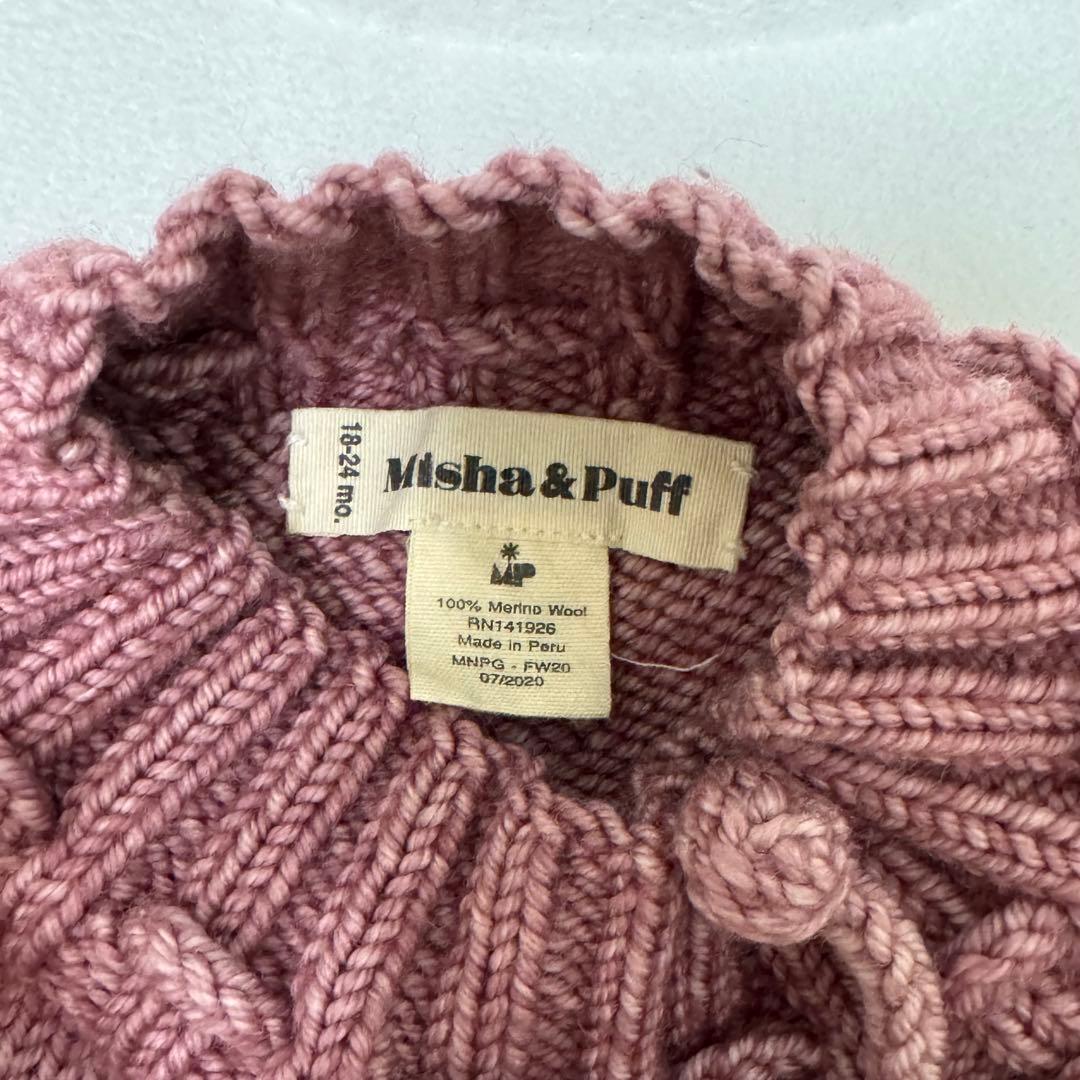 18-24 mo.
Misha & Puff
MP
100% Merino Wool
RN141926
Made in Peru
MNPG - FW20
07/2020